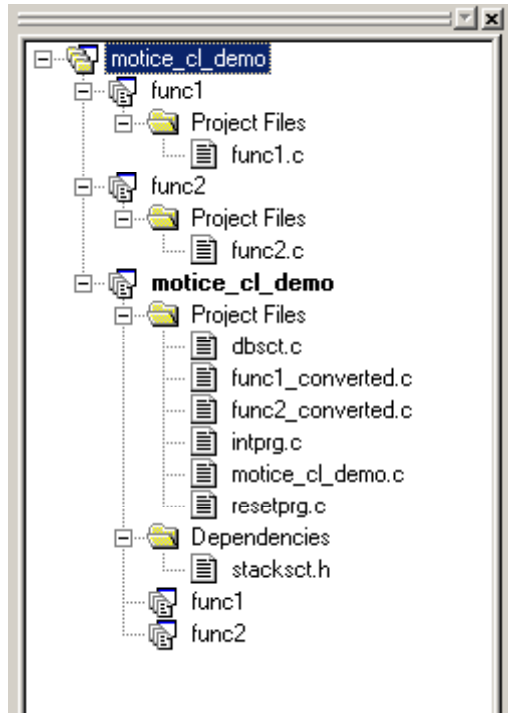 motice_cl_demo
func1
Project Files
func1.c
func2
Project Files
func2.c
motice_cl_demo
Project Files
dbsct.c
func1_converted.c
func2_converted.c
intprg.c
motice_cl_demo.c
resetprg.c
Dependencies
stacksct.h
func1
func2